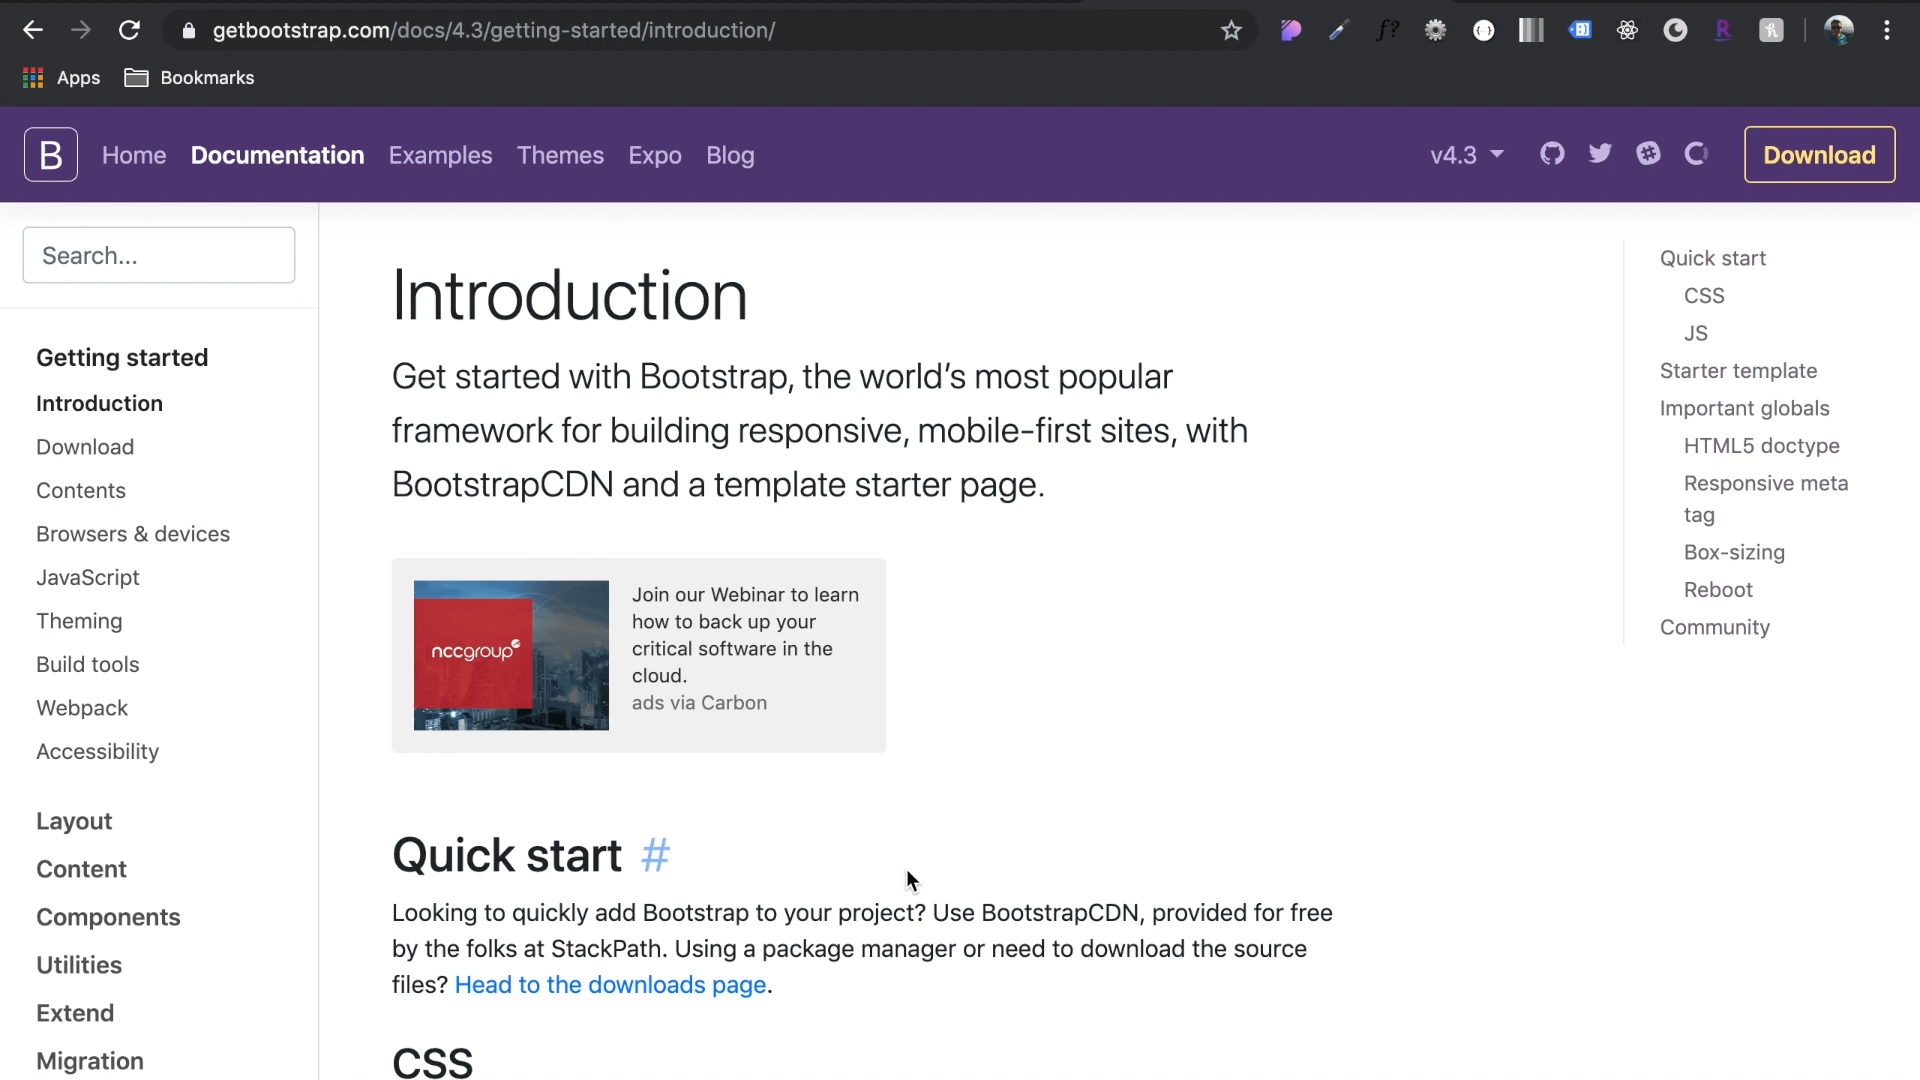 getbootstrap.com/docs/4.3/getting-started/introduction/
f?
R
h
Apps
Bookmarks
B
Home
Documentation
Examples
Themes
Expo
Blog
v4.3
Download
Search...
Getting started
Introduction
Download
Contents
Browsers & devices
JavaScript
Theming
Build tools
Webpack
Accessibility
Layout
Content
Components
Utilities
Extend
Migration
Introduction
Get started with Bootstrap, the world's most popular
framework for building responsive, mobile-first sites, with
BootstrapCDN and a template starter page.
nccgroup
Join our Webinar to learn
how to back up your
critical software in the
cloud.
ads via Carbon
Quick start #
Looking to quickly add Bootstrap to your project? Use BootstrapCDN, provided for free
by the folks at StackPath. Using a package manager or need to download the source
files? Head to the downloads page.
CSS
Quick start
CSS
JS
Starter template
Important globals
HTML5 doctype
Responsive meta
tag
Box-sizing
Reboot
Community